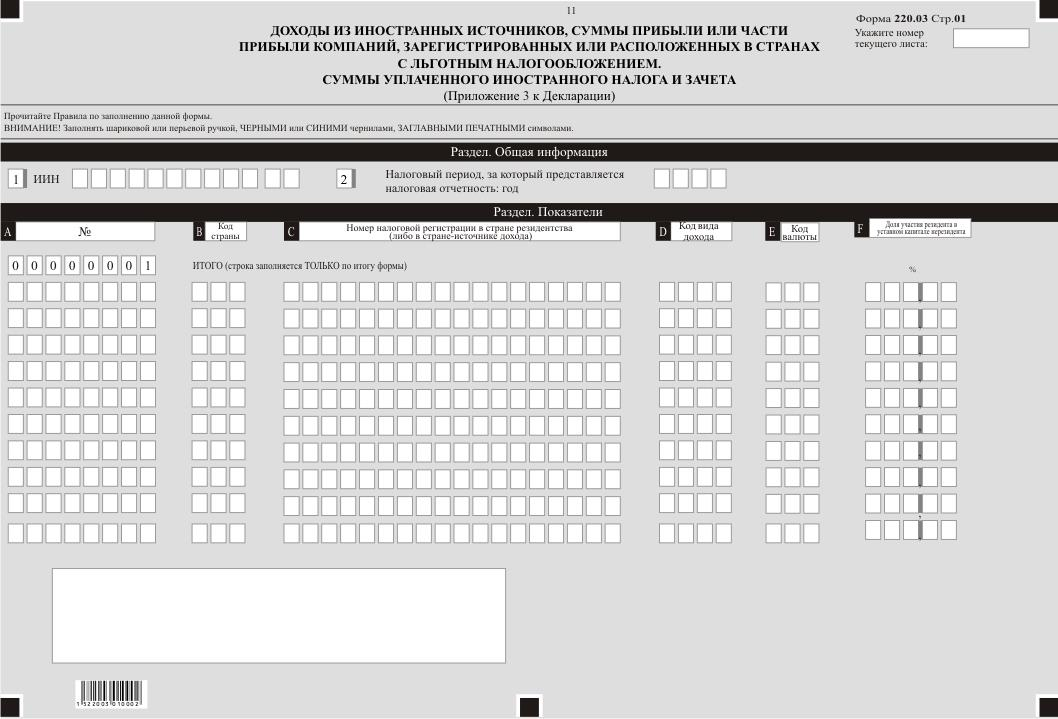 11
Форма 220.03 Стр.01
ДОХОДЫ ИЗ ИНОСТРАННЫХ ИСТОЧНИКОВ, СУММЫ ПРИБЫЛИ ИЛИ ЧАСТИ
ПРИБЫЛИ КОМПАНИЙ, ЗАРЕГИСТРИРОВАННЫХ ИЛИ РАСПОЛОЖЕННЫХ В СТРАНАХ
С ЛЬГОТНЫМ НАЛОГООБЛОЖЕНИЕМ.
СУММЫ УПЛАЧЕННОГО ИНОСТРАННОГО НАЛОГА И ЗАЧЕТА
(Приложение 3 к Декларации)
Укажите номер
текущего листа:
Прочитайте Правила по заполнению данной формы.
ВНИМАНИЕ! Заполнять шариковой или перьевой ручкой, ЧЕРНЫМИ или СИНИМИ чернилами, ЗАГЛАВНЫМИ ПЕЧАТНЫМИ символами.
Раздел. Общая информация
1 ИИН
2 Налоговый период, за который представляется
налоговая отчетность: год
Раздел. Показатели
A №
B Код
страны
C Номер налоговой регистрации в стране резидентства
(либо в стране-источнике дохода)
D Код вида
дохода
E Код
валюты
F Доля участия резидента в
уставном капитале нерезидента
0 0 0 0 0 0 0 1 ИТОГО (строка заполняется ТОЛЬКО по итогу формы)
%
,
,
,
,
,
,
,
,
,
,
1 322003 010002